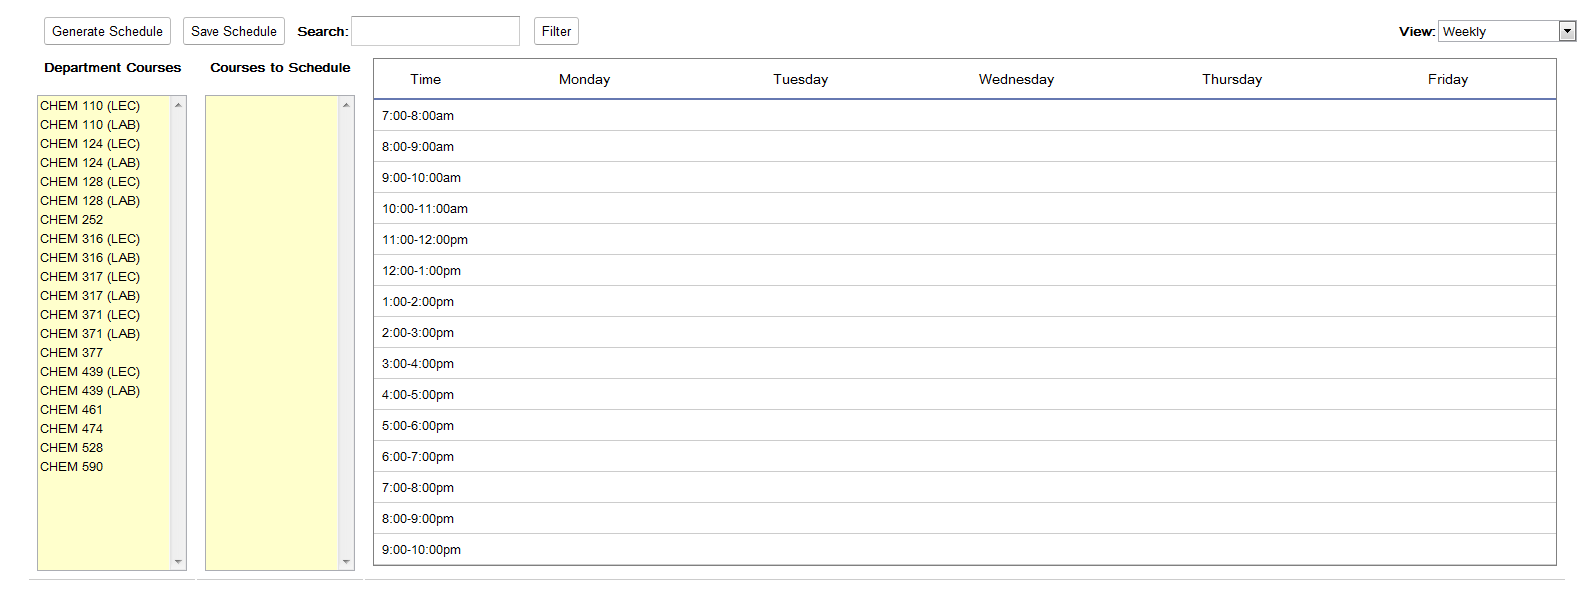 Generate Schedule Save Schedule Search: Filter View: Weekly
Department Courses Courses to Schedule
CHEM 110 (LEC)
CHEM 110 (LAB)
CHEM 124 (LEC)
CHEM 124 (LAB)
CHEM 128 (LEC)
CHEM 128 (LAB)
CHEM 252
CHEM 316 (LEC)
CHEM 316 (LAB)
CHEM 317 (LEC)
CHEM 317 (LAB)
CHEM 371 (LEC)
CHEM 371 (LAB)
CHEM 377
CHEM 439 (LEC)
CHEM 439 (LAB)
CHEM 461
CHEM 474
CHEM 528
CHEM 590
Time Monday Tuesday Wednesday Thursday Friday
7:00-8:00am
8:00-9:00am
9:00-10:00am
10:00-11:00am
11:00-12:00pm
12:00-1:00pm
1:00-2:00pm
2:00-3:00pm
3:00-4:00pm
4:00-5:00pm
5:00-6:00pm
6:00-7:00pm
7:00-8:00pm
8:00-9:00pm
9:00-10:00pm